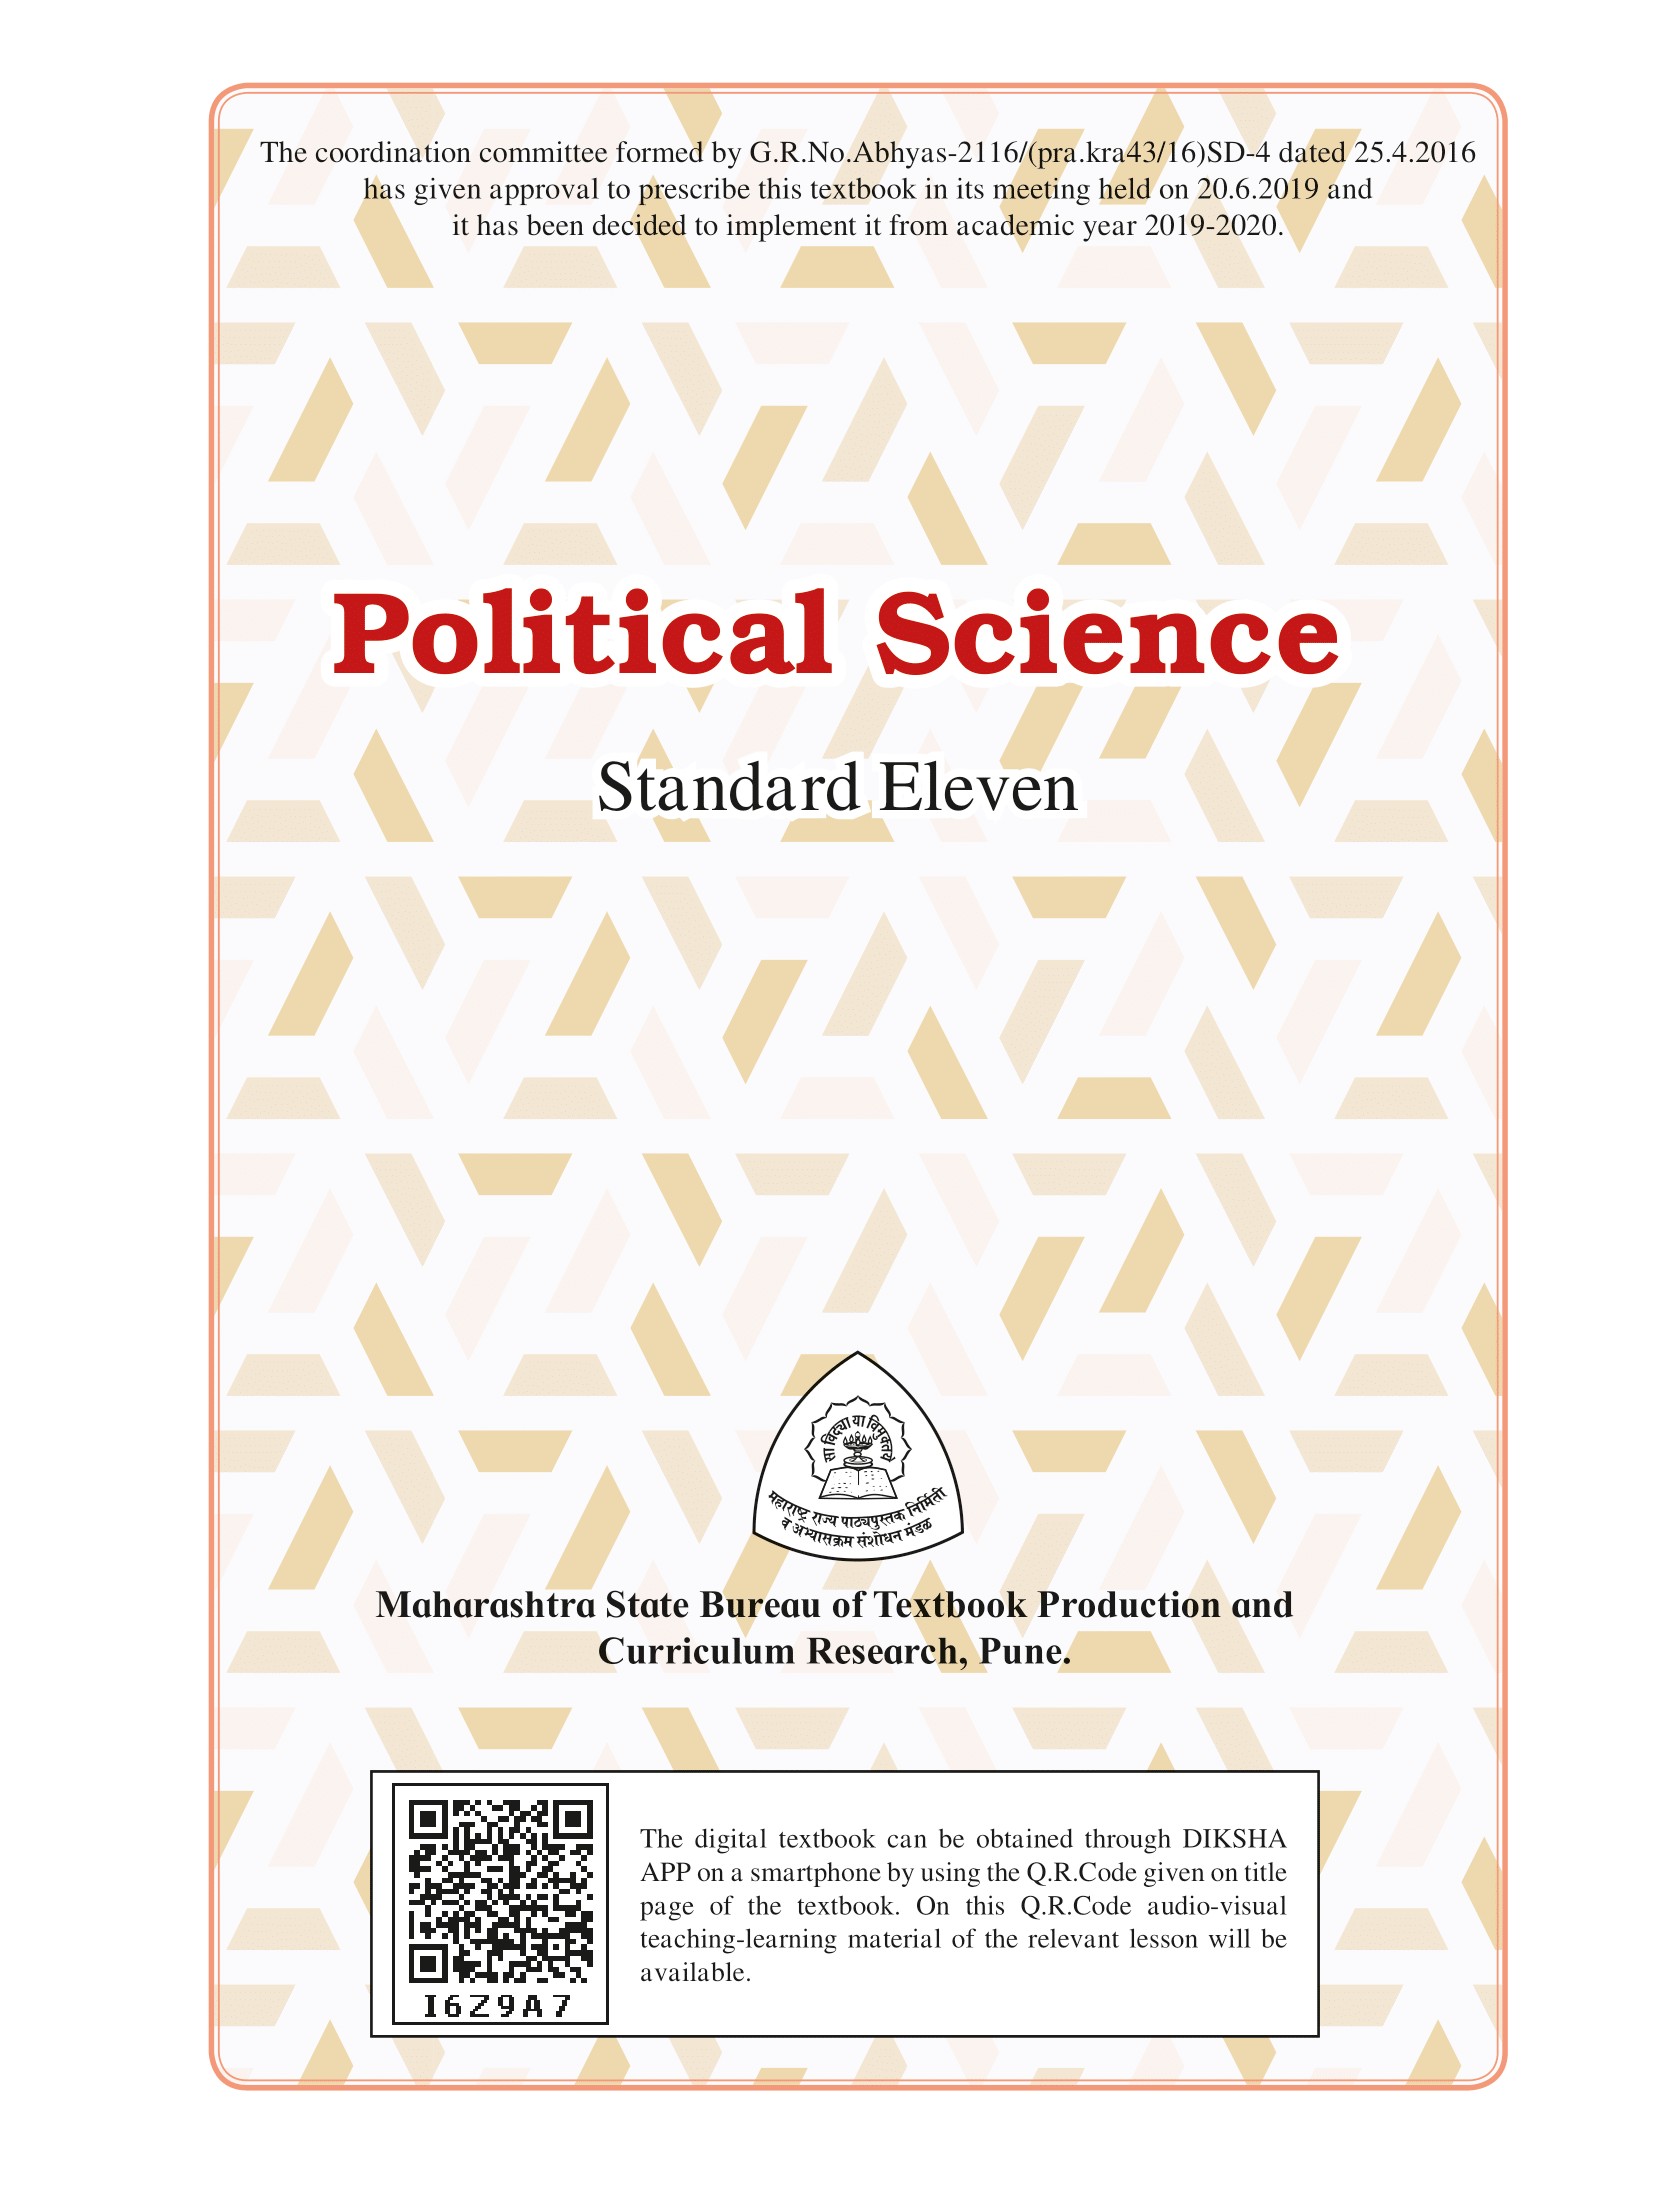 The coordination committee formed by G.R.No.Abhyas-2116/(pra.kra43/16)SD-4 dated 25.4.2016
has given approval to prescribe this textbook in its meeting held on 20.6.2019 and
it has been decided to implement it from academic year 2019-2020.
Political Science
Standard Eleven
सा विद्या या विमुक्तये
महाराष्ट्र राज्य पाठ्यपुस्तक निर्मिती
व अभ्यासक्रम संशोधन मंडळ
Maharashtra State Bureau of Textbook Production and
Curriculum Research, Pune.
The digital textbook can be obtained through DIKSHA
APP on a smartphone by using the Q.R.Code given on title
page of the textbook. On this Q.R.Code audio-visual
teaching-learning material of the relevant lesson will be
available.
I6Z9A7